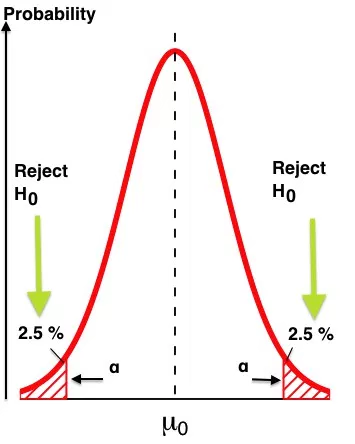 Probability
Reject
H0
Reject
H0
2.5 %
2.5 %
α
α
μ0